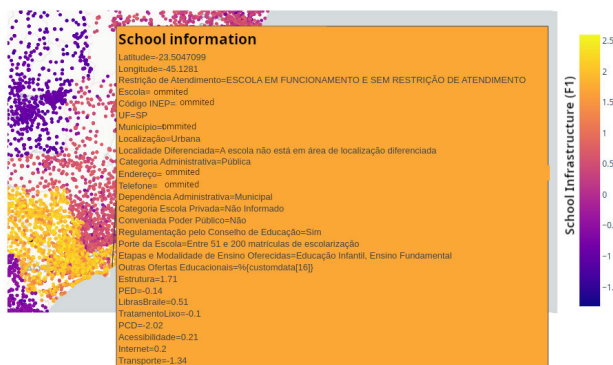 School information
Latitude=-23.5047099
Longitude=-45.1281
Restrição de Atendimento=ESCOLA EM FUNCIONAMENTO E SEM RESTRIÇÃO DE ATENDIMENTO
Escola= ommited
Código INEP= ommited
UF=SP
Município=ommited
Localização=Urbana
Localidade Diferenciada=A escola não está em área de localização diferenciada
Categoria Administrativa=Pública
Endereço= ommited
Telefone= ommited
Dependência Administrativa=Municipal
Categoria Escola Privada=Não Informado
Conveniada Poder Público=Não
Regulamentação pelo Conselho de Educação=Sim
Porte da Escola=Entre 51 e 200 matrículas de escolarização
Etapas e Modalidade de Ensino Oferecidas=Educação Infantil, Ensino Fundamental
Outras Ofertas Educacionais=%{customdata[16]}
Estrutura=1.71
PED=-0.14
LibrasBraile=0.51
TratamentoLixo=-0.1
PCD=-2.02
Acessibilidade=0.21
Internet=0.2
Transporte=-1.34
School Infrastructure (F1)
2.5
2
1.5
1
0.5
0
−0.
−1
−1.